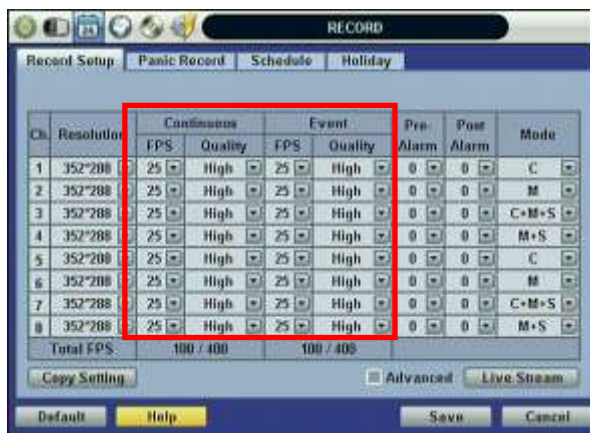 24
RECORD
Record Setup Panic Record Schedule Holiday
Continuous Event Pre- Post
Ch. Resolution Mode
FPS Quality FPS Quality Alarm Alarm
1 352*288 25 High 25 High 0 0 C
2 352*288 25 High 25 High 0 0 M
3 352*288 25 High 25 High 0 0 C+M+S
4 352*288 25 High 25 High 0 0 M+S
5 352*288 25 High 25 High 0 0 C
6 352*288 25 High 25 High 0 0 M
7 352*288 25 High 25 High 0 0 C+M+S
8 352*288 25 High 25 High 0 0 M+S
Total FPS 100 / 400 100 / 400
Copy Setting Advanced Live Stream
Default Help Save Cancel